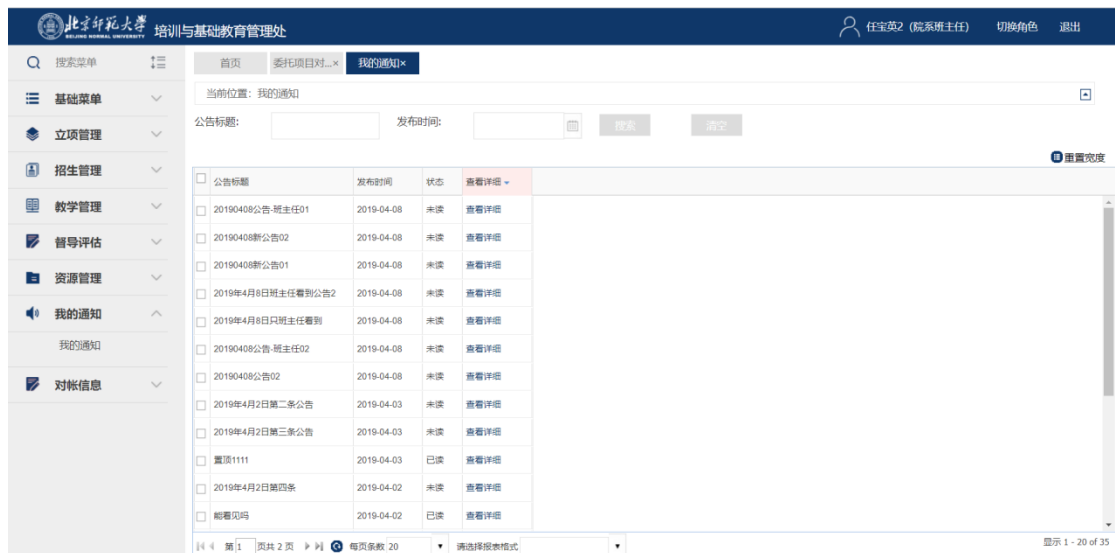 北京师范大学 培训与基础教育管理处 任宝英2（院系班主任） 切换角色 退出
BEIJING NORMAL UNIVERSITY
搜索菜单
首页 委托项目对...× 我的通知×
基础菜单
立项管理
招生管理
教学管理
督导评估
资源管理
我的通知
我的通知
对帐信息
当前位置：我的通知
公告标题: 发布时间: 搜索 清空
重置宽度
公告标题 发布时间 状态 查看详细
20190408公告-班主任01 2019-04-08 未读 查看详细
20190408新公告02 2019-04-08 未读 查看详细
20190408新公告01 2019-04-08 未读 查看详细
2019年4月8日班主任看到公告2 2019-04-08 未读 查看详细
2019年4月8日只班主任看到 2019-04-08 未读 查看详细
20190408公告-班主任02 2019-04-08 未读 查看详细
20190408公告02 2019-04-08 未读 查看详细
2019年4月2日第二条公告 2019-04-03 未读 查看详细
2019年4月2日第三条公告 2019-04-03 未读 查看详细
置顶1111 2019-04-03 已读 查看详细
2019年4月2日第四条 2019-04-02 未读 查看详细
能看见吗 2019-04-02 已读 查看详细
第 1 页共 2 页 每页条数 20 请选择报表格式 显示 1 - 20 of 35